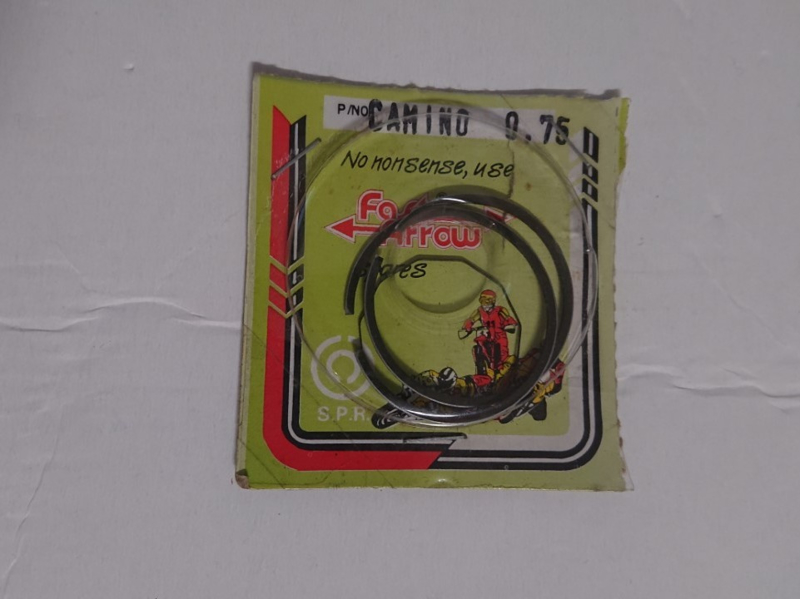 P/NO CAMINO 0.75
No nonsense, use
Arrow
S.P.R.